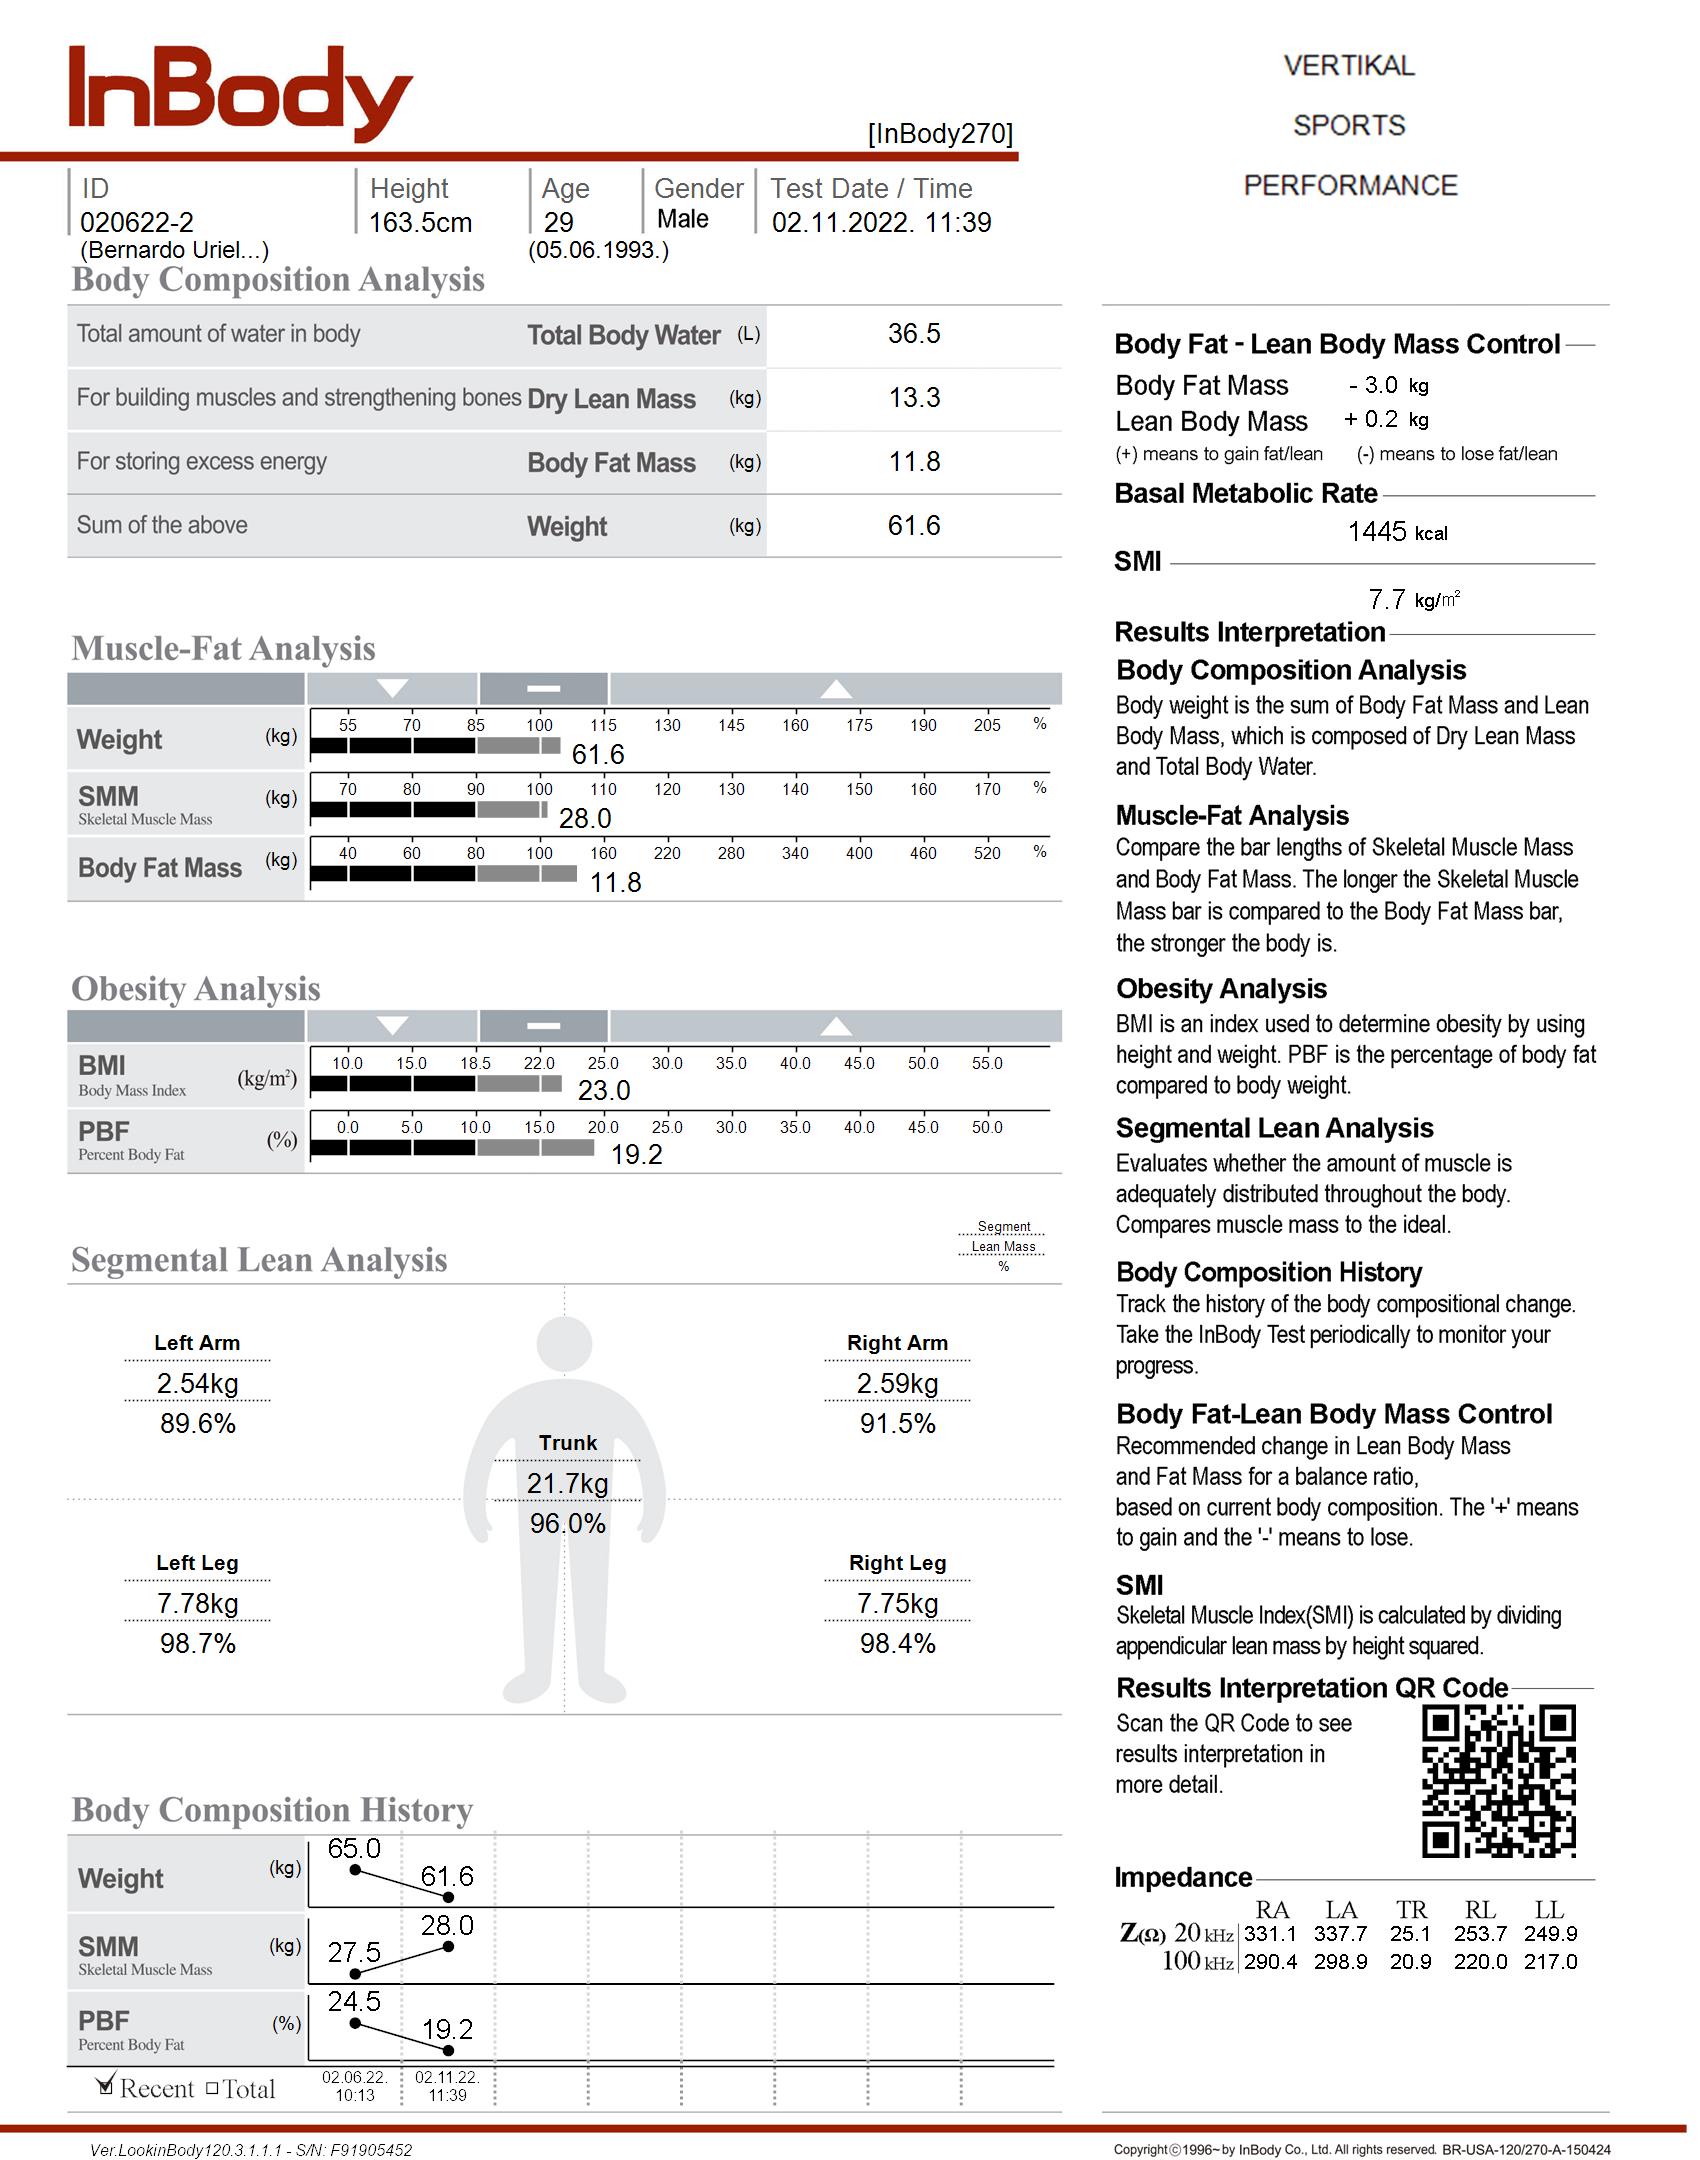 InBody
[InBody270]
VERTIKAL
SPORTS
PERFORMANCE
ID Height Age Gender Test Date / Time
020622-2 163.5cm 29 Male 02.11.2022. 11:39
(Bernardo Uriel...) (05.06.1993.)
Body Composition Analysis
Total amount of water in body Total Body Water (L) 36.5
For building muscles and strengthening bones Dry Lean Mass (kg) 13.3
For storing excess energy Body Fat Mass (kg) 11.8
Sum of the above Weight (kg) 61.6
Muscle-Fat Analysis
Weight (kg) 55 70 85 100 115 130 145 160 175 190 205 %
61.6
SMM (kg) 70 80 90 100 110 120 130 140 150 160 170 %
Skeletal Muscle Mass 28.0
Body Fat Mass (kg) 40 60 80 100 160 220 280 340 400 460 520 %
11.8
Obesity Analysis
BMI (kg/m²) 10.0 15.0 18.5 22.0 25.0 30.0 35.0 40.0 45.0 50.0 55.0
Body Mass Index 23.0
PBF (%) 0.0 5.0 10.0 15.0 20.0 25.0 30.0 35.0 40.0 45.0 50.0
Percent Body Fat 19.2
Segmental Lean Analysis
Segment
Lean Mass
%
Left Arm Right Arm
2.54kg 2.59kg
89.6% 91.5%
Trunk
21.7kg
96.0%
Left Leg Right Leg
7.78kg 7.75kg
98.7% 98.4%
Body Composition History
Weight (kg) 65.0 61.6
SMM (kg) 27.5 28.0
Skeletal Muscle Mass
PBF (%) 24.5 19.2
Percent Body Fat
Recent Total 02.06.22. 02.11.22.
10:13 11:39
Body Fat - Lean Body Mass Control
Body Fat Mass - 3.0 kg
Lean Body Mass + 0.2 kg
(+) means to gain fat/lean (-) means to lose fat/lean
Basal Metabolic Rate
1445 kcal
SMI
7.7 kg/m²
Results Interpretation
Body Composition Analysis
Body weight is the sum of Body Fat Mass and Lean
Body Mass, which is composed of Dry Lean Mass
and Total Body Water.
Muscle-Fat Analysis
Compare the bar lengths of Skeletal Muscle Mass
and Body Fat Mass. The longer the Skeletal Muscle
Mass bar is compared to the Body Fat Mass bar,
the stronger the body is.
Obesity Analysis
BMI is an index used to determine obesity by using
height and weight. PBF is the percentage of body fat
compared to body weight.
Segmental Lean Analysis
Evaluates whether the amount of muscle is
adequately distributed throughout the body.
Compares muscle mass to the ideal.
Body Composition History
Track the history of the body compositional change.
Take the InBody Test periodically to monitor your
progress.
Body Fat-Lean Body Mass Control
Recommended change in Lean Body Mass
and Fat Mass for a balance ratio,
based on current body composition. The '+' means
to gain and the '-' means to lose.
SMI
Skeletal Muscle Index(SMI) is calculated by dividing
appendicular lean mass by height squared.
Results Interpretation QR Code
Scan the QR Code to see
results interpretation in
more detail.
Impedance
RA LA TR RL LL
Z(Ω) 20 kHz 331.1 337.7 25.1 253.7 249.9
100 kHz 290.4 298.9 20.9 220.0 217.0
Ver.LookinBody120.3.1.1.1 - S/N: F91905452
Copyright©1996~ by InBody Co., Ltd. All rights reserved. BR-USA-120/270-A-150424